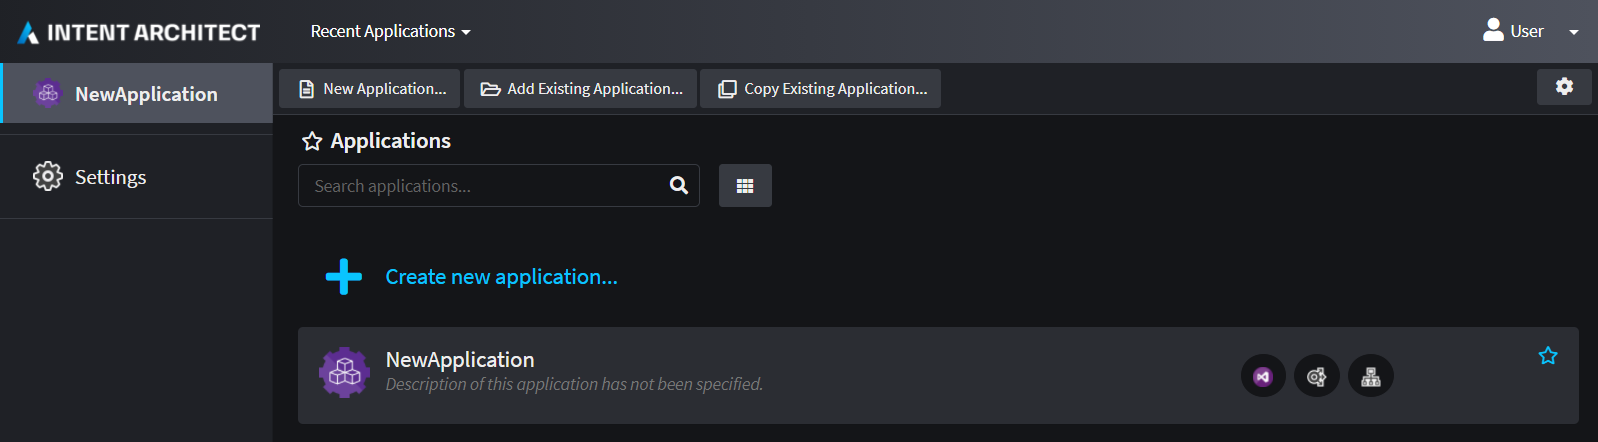 INTENT ARCHITECT
Recent Applications
User
NewApplication
Settings
New Application...
Add Existing Application...
Copy Existing Application...
Applications
Search applications...
Create new application...
NewApplication
Description of this application has not been specified.